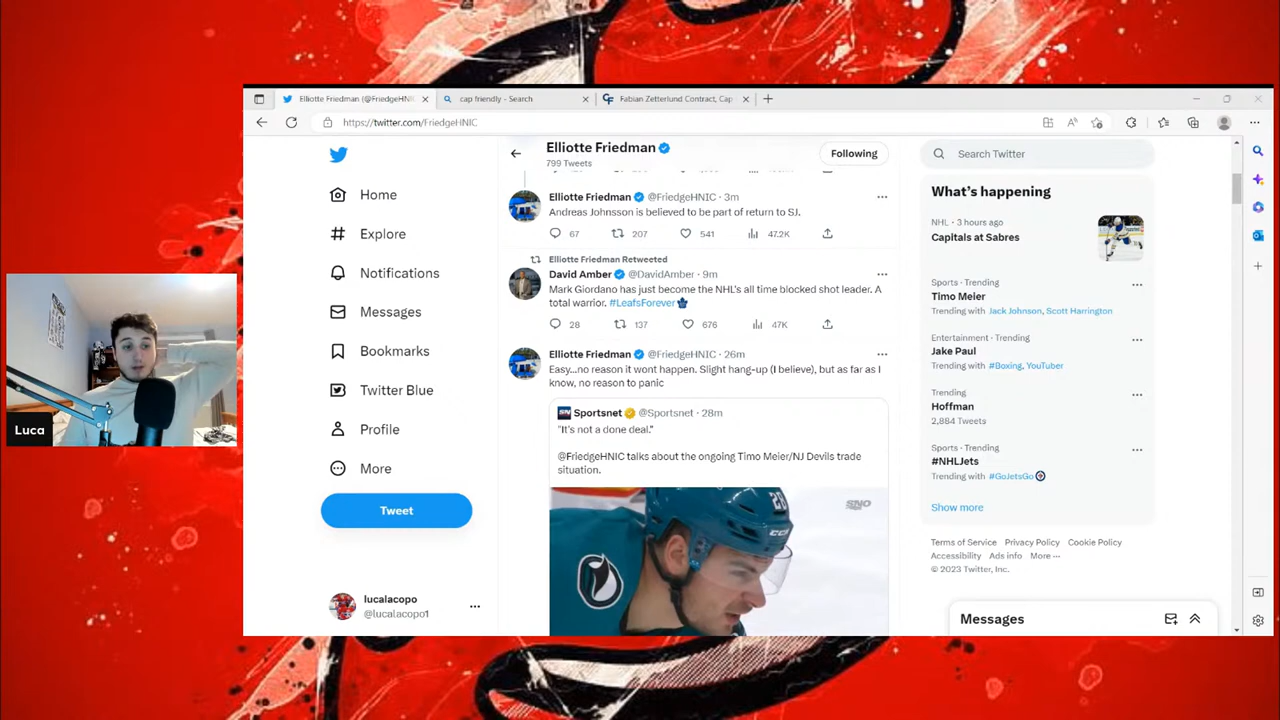 Elliotte Friedman (@FriedgeHNI
cap friendly - Search
Fabian Zetterlund Contract, Cap
https://twitter.com/FriedgeHNIC
Elliotte Friedman
799 Tweets
Following
Search Twitter
Home
Explore
Notifications
Messages
Bookmarks
Twitter Blue
Profile
More
Tweet
lucalacopo
@lucalacopo1
Elliotte Friedman @FriedgeHNIC · 3m
Andreas Johnsson is believed to be part of return to SJ.
67 207 541 47.2K
Elliotte Friedman Retweeted
David Amber @DavidAmber · 9m
Mark Giordano has just become the NHL's all time blocked shot leader. A
total warrior. #LeafsForever
28 137 676 47K
Elliotte Friedman @FriedgeHNIC · 26m
Easy...no reason it wont happen. Slight hang-up (I believe), but as far as I
know, no reason to panic
Sportsnet @Sportsnet · 28m
"It's not a done deal."
@FriedgeHNIC talks about the ongoing Timo Meier/NJ Devils trade
situation.
What's happening
NHL · 3 hours ago
Capitals at Sabres
Sports · Trending
Timo Meier
Trending with Jack Johnson, Scott Harrington
Entertainment · Trending
Jake Paul
Trending with #Boxing, YouTuber
Trending
Hoffman
2,884 Tweets
Sports · Trending
#NHLJets
Trending with #GoJetsGo
Show more
Terms of Service Privacy Policy Cookie Policy
Accessibility Ads info More ···
© 2023 Twitter, Inc.
Messages
Luca